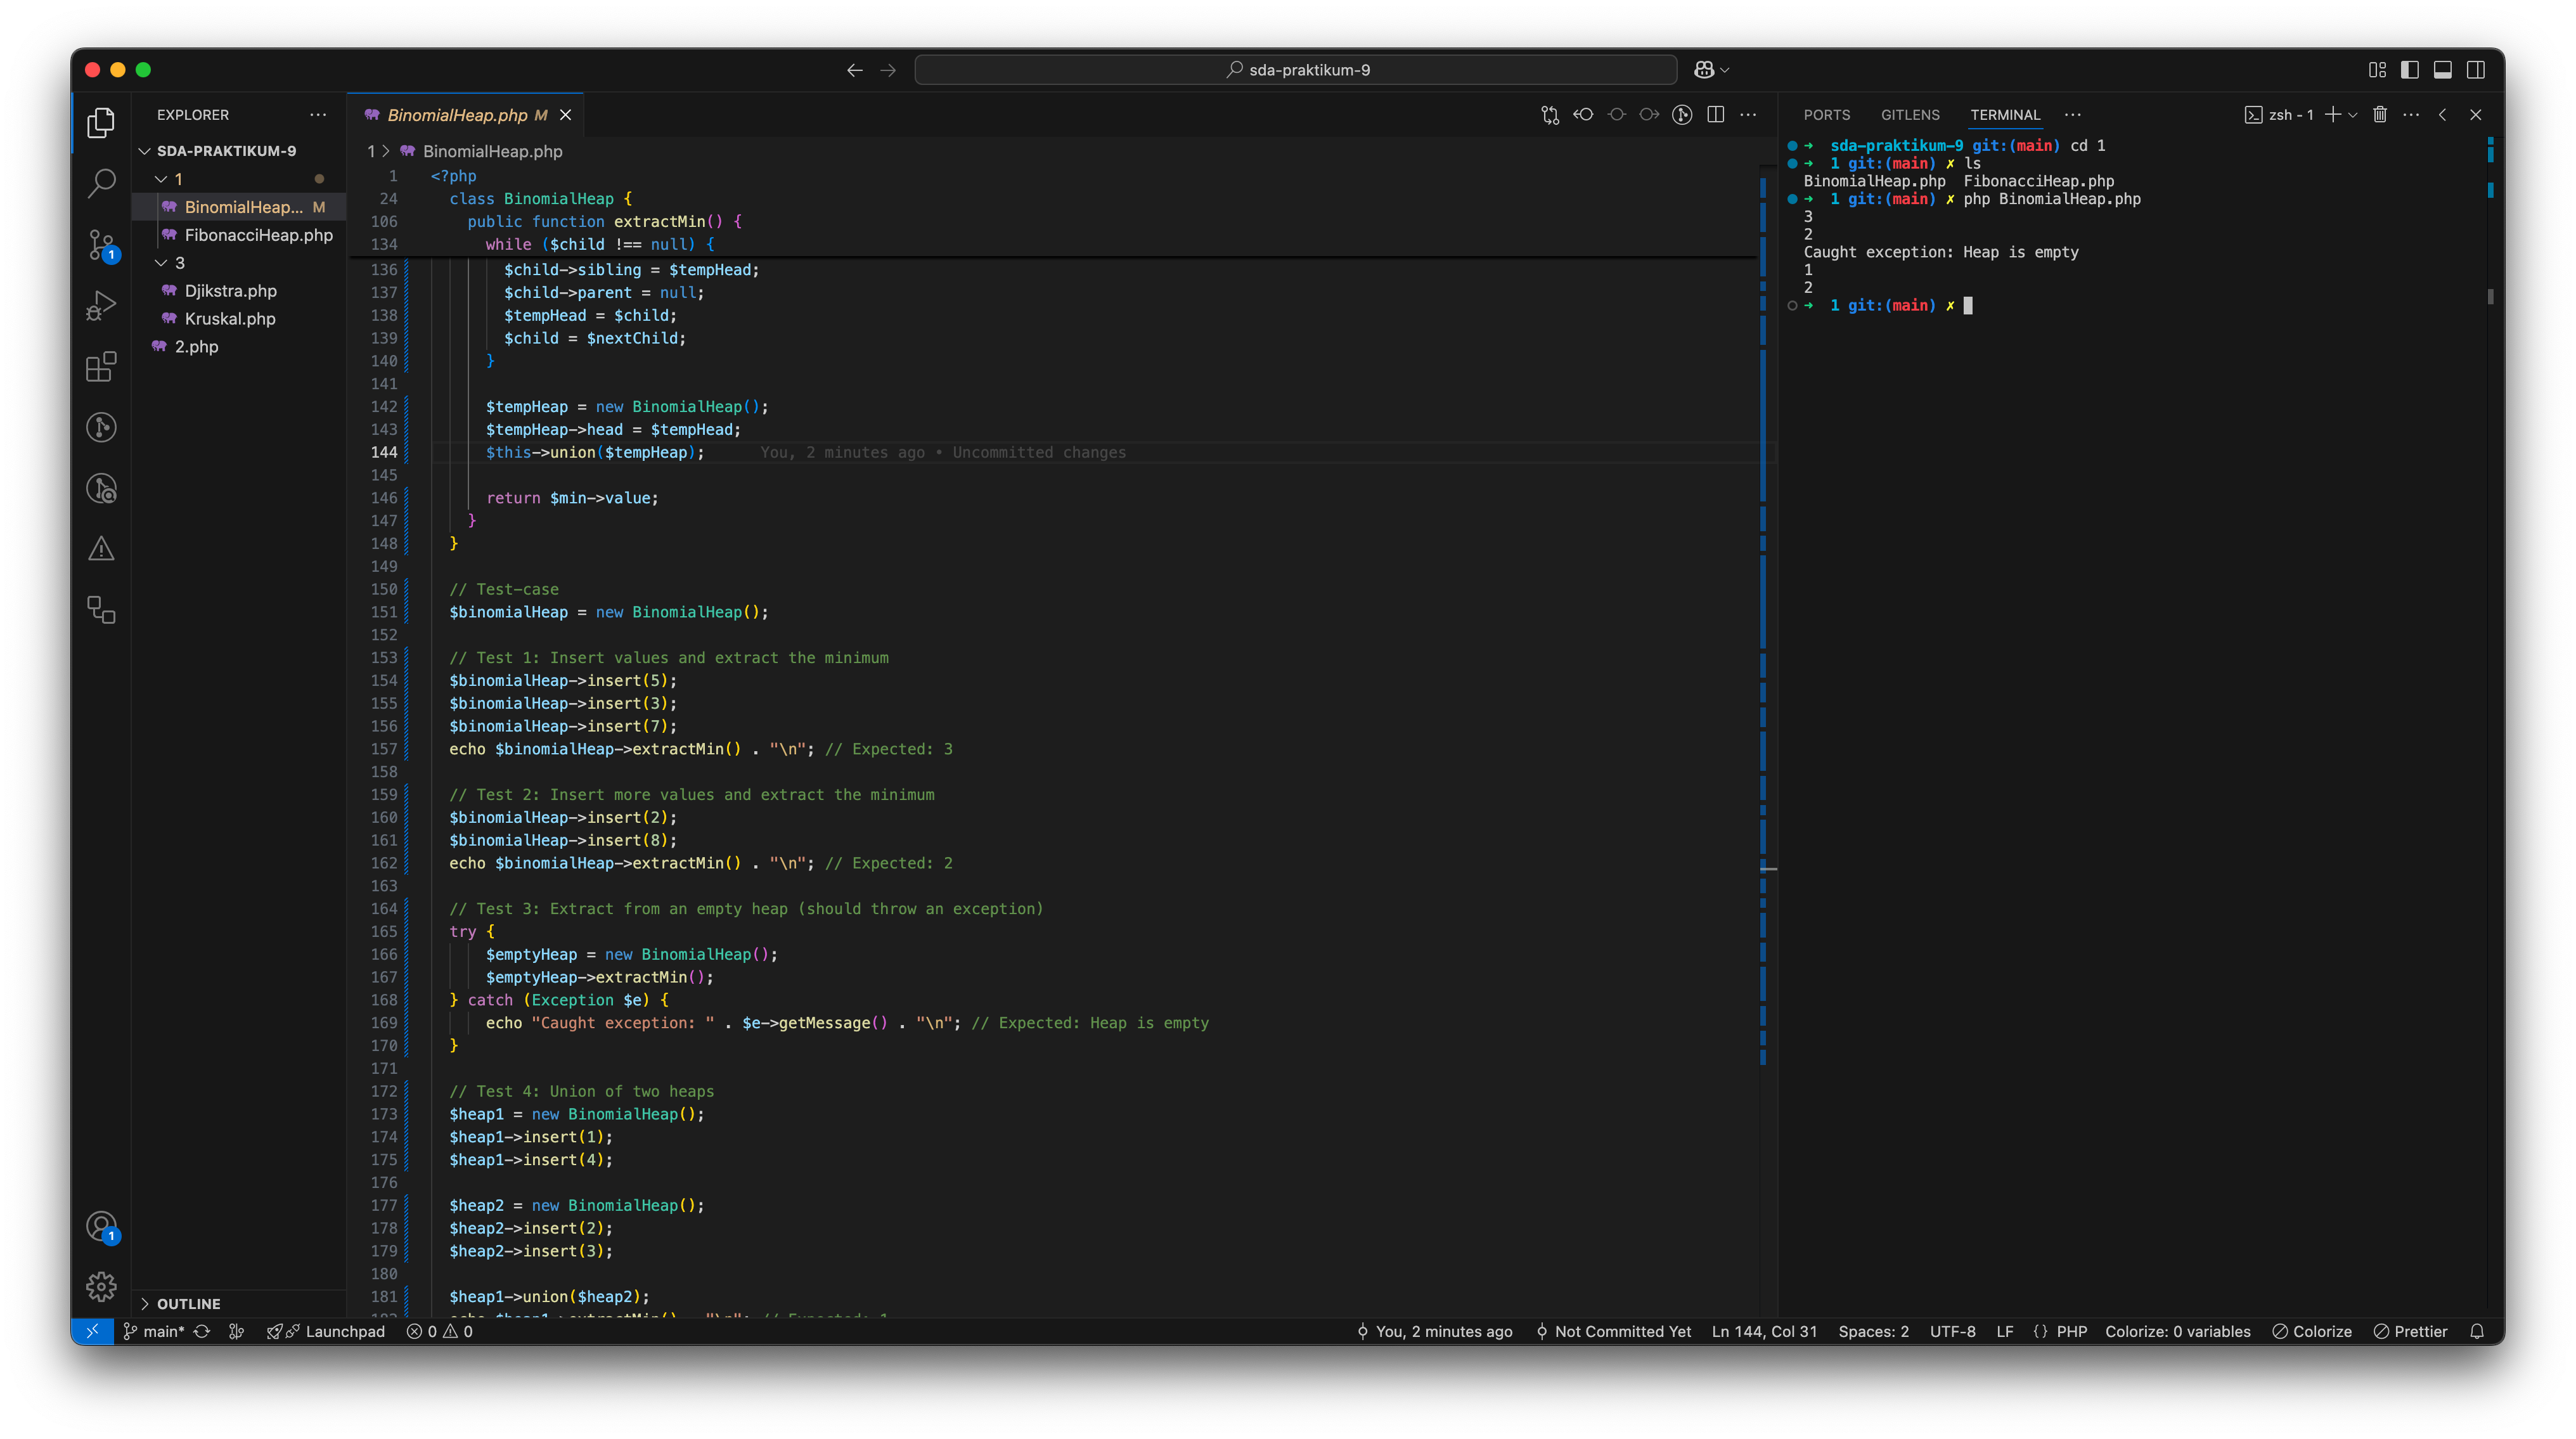 sda-praktikum-9
EXPLORER
SDA-PRAKTIKUM-9
1
BinomialHeap... M
FibonacciHeap.php
3
Djikstra.php
Kruskal.php
2.php
OUTLINE
BinomialHeap.php M
1 > BinomialHeap.php
1 <?php
24 class BinomialHeap {
106 public function extractMin() {
134 while ($child !== null) {
136 $child->sibling = $tempHead;
137 $child->parent = null;
138 $tempHead = $child;
139 $child = $nextChild;
140 }
141
142 $tempHeap = new BinomialHeap();
143 $tempHeap->head = $tempHead;
144 $this->union($tempHeap); You, 2 minutes ago • Uncommitted changes
145
146 return $min->value;
147 }
148 }
149
150 // Test-case
151 $binomialHeap = new BinomialHeap();
152
153 // Test 1: Insert values and extract the minimum
154 $binomialHeap->insert(5);
155 $binomialHeap->insert(3);
156 $binomialHeap->insert(7);
157 echo $binomialHeap->extractMin() . "\n"; // Expected: 3
158
159 // Test 2: Insert more values and extract the minimum
160 $binomialHeap->insert(2);
161 $binomialHeap->insert(8);
162 echo $binomialHeap->extractMin() . "\n"; // Expected: 2
163
164 // Test 3: Extract from an empty heap (should throw an exception)
165 try {
166 $emptyHeap = new BinomialHeap();
167 $emptyHeap->extractMin();
168 } catch (Exception $e) {
169 echo "Caught exception: " . $e->getMessage() . "\n"; // Expected: Heap is empty
170 }
171
172 // Test 4: Union of two heaps
173 $heap1 = new BinomialHeap();
174 $heap1->insert(1);
175 $heap1->insert(4);
176
177 $heap2 = new BinomialHeap();
178 $heap2->insert(2);
179 $heap2->insert(3);
180
181 $heap1->union($heap2);
PORTS GITLENS TERMINAL zsh - 1
➜ sda-praktikum-9 git:(main) cd 1
➜ 1 git:(main) ✗ ls
BinomialHeap.php FibonacciHeap.php
➜ 1 git:(main) ✗ php BinomialHeap.php
3
2
Caught exception: Heap is empty
1
2
➜ 1 git:(main) ✗
1
1
main* Launchpad 0 0 You, 2 minutes ago Not Committed Yet Ln 144, Col 31 Spaces: 2 UTF-8 LF {} PHP Colorize: 0 variables Colorize Prettier